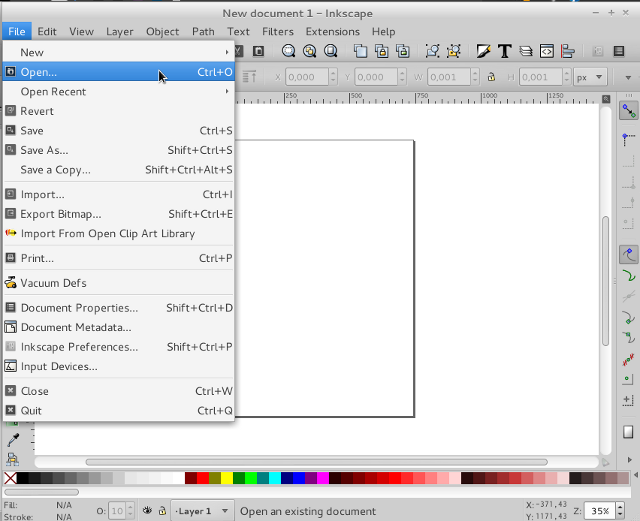 New document 1 - Inkscape
File Edit View Layer Object Path Text Filters Extensions Help
New
Open... Ctrl+O
X 0,000 Y 0,000 W 0,001 H 0,001 px
Open Recent
250 500 750 1000 1250
Revert
Save Ctrl+S
Save As... Shift+Ctrl+S
Save a Copy... Shift+Ctrl+Alt+S
Import... Ctrl+I
Export Bitmap... Shift+Ctrl+E
Import From Open Clip Art Library
Print... Ctrl+P
Vacuum Defs
Document Properties... Shift+Ctrl+D
Document Metadata...
Inkscape Preferences... Shift+Ctrl+P
Input Devices...
Close Ctrl+W
Quit Ctrl+Q
Fill: N/A
Stroke: N/A
O: 10
Layer 1
Open an existing document
X: -371,43
Y: 1171,43
Z: 35%